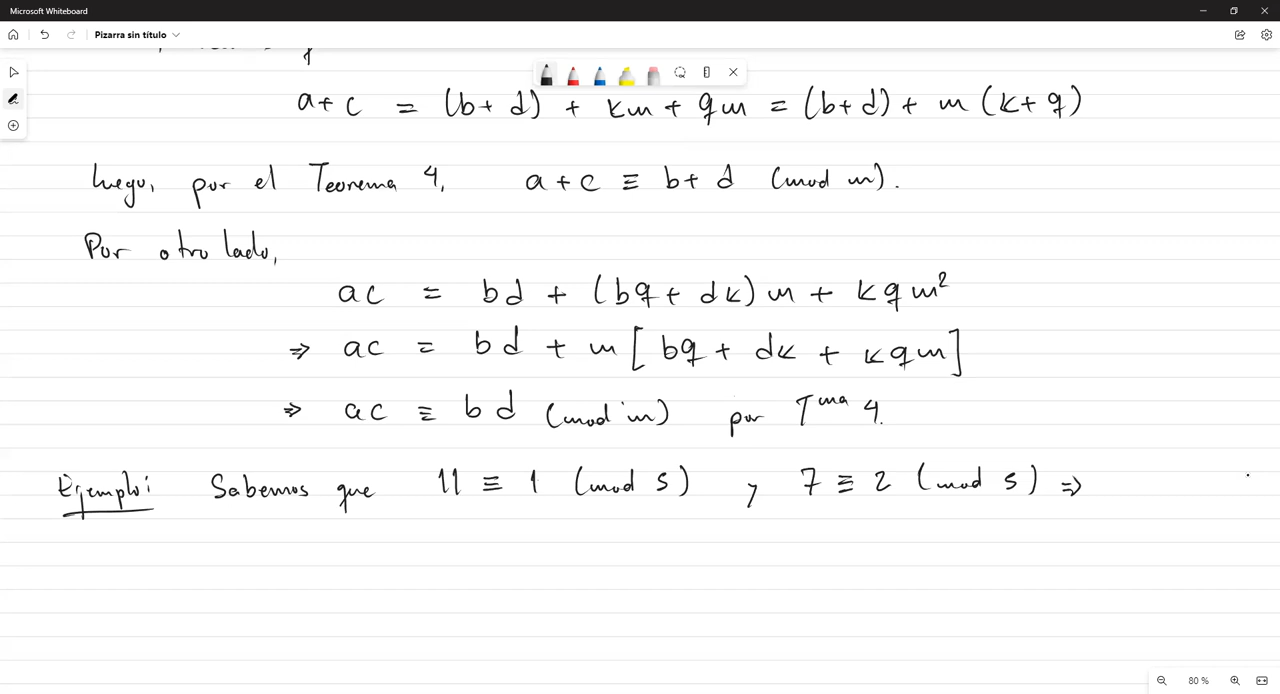 Microsoft Whiteboard
Pizarra sin título
a+c = (b+d) + km + qm = (b+d) + m (k+q)
luego, por el Teorema 4, a+c ≡ b+d (mod m).
Por otro lado,
ac = bd + (bq + dk) m + kqm²
⇒ ac = bd + m [bq + dk + kqm]
⇒ ac ≡ bd (mod m) por Tma 4.
Ejemplo: Sabemos que 11 ≡ 1 (mod 5) y 7 ≡ 2 (mod 5) ⇒
80 %